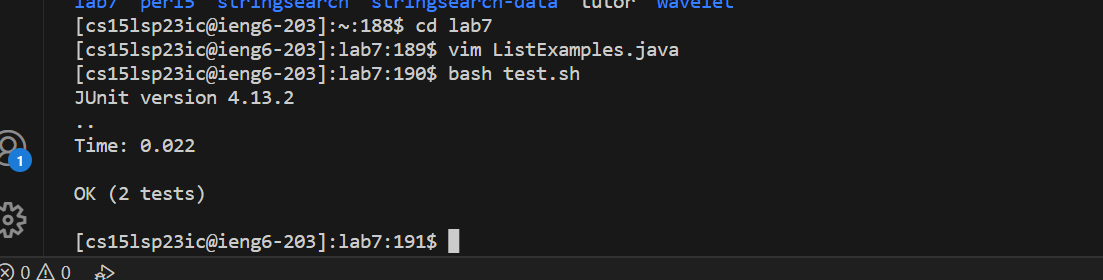 lab7 perl5 stringsearch stringsearch-data tutor wavelet
[cs15lsp23ic@ieng6-203]:~:188$ cd lab7
[cs15lsp23ic@ieng6-203]:lab7:189$ vim ListExamples.java
[cs15lsp23ic@ieng6-203]:lab7:190$ bash test.sh
JUnit version 4.13.2
..
Time: 0.022
1
OK (2 tests)
[cs15lsp23ic@ieng6-203]:lab7:191$
0 0